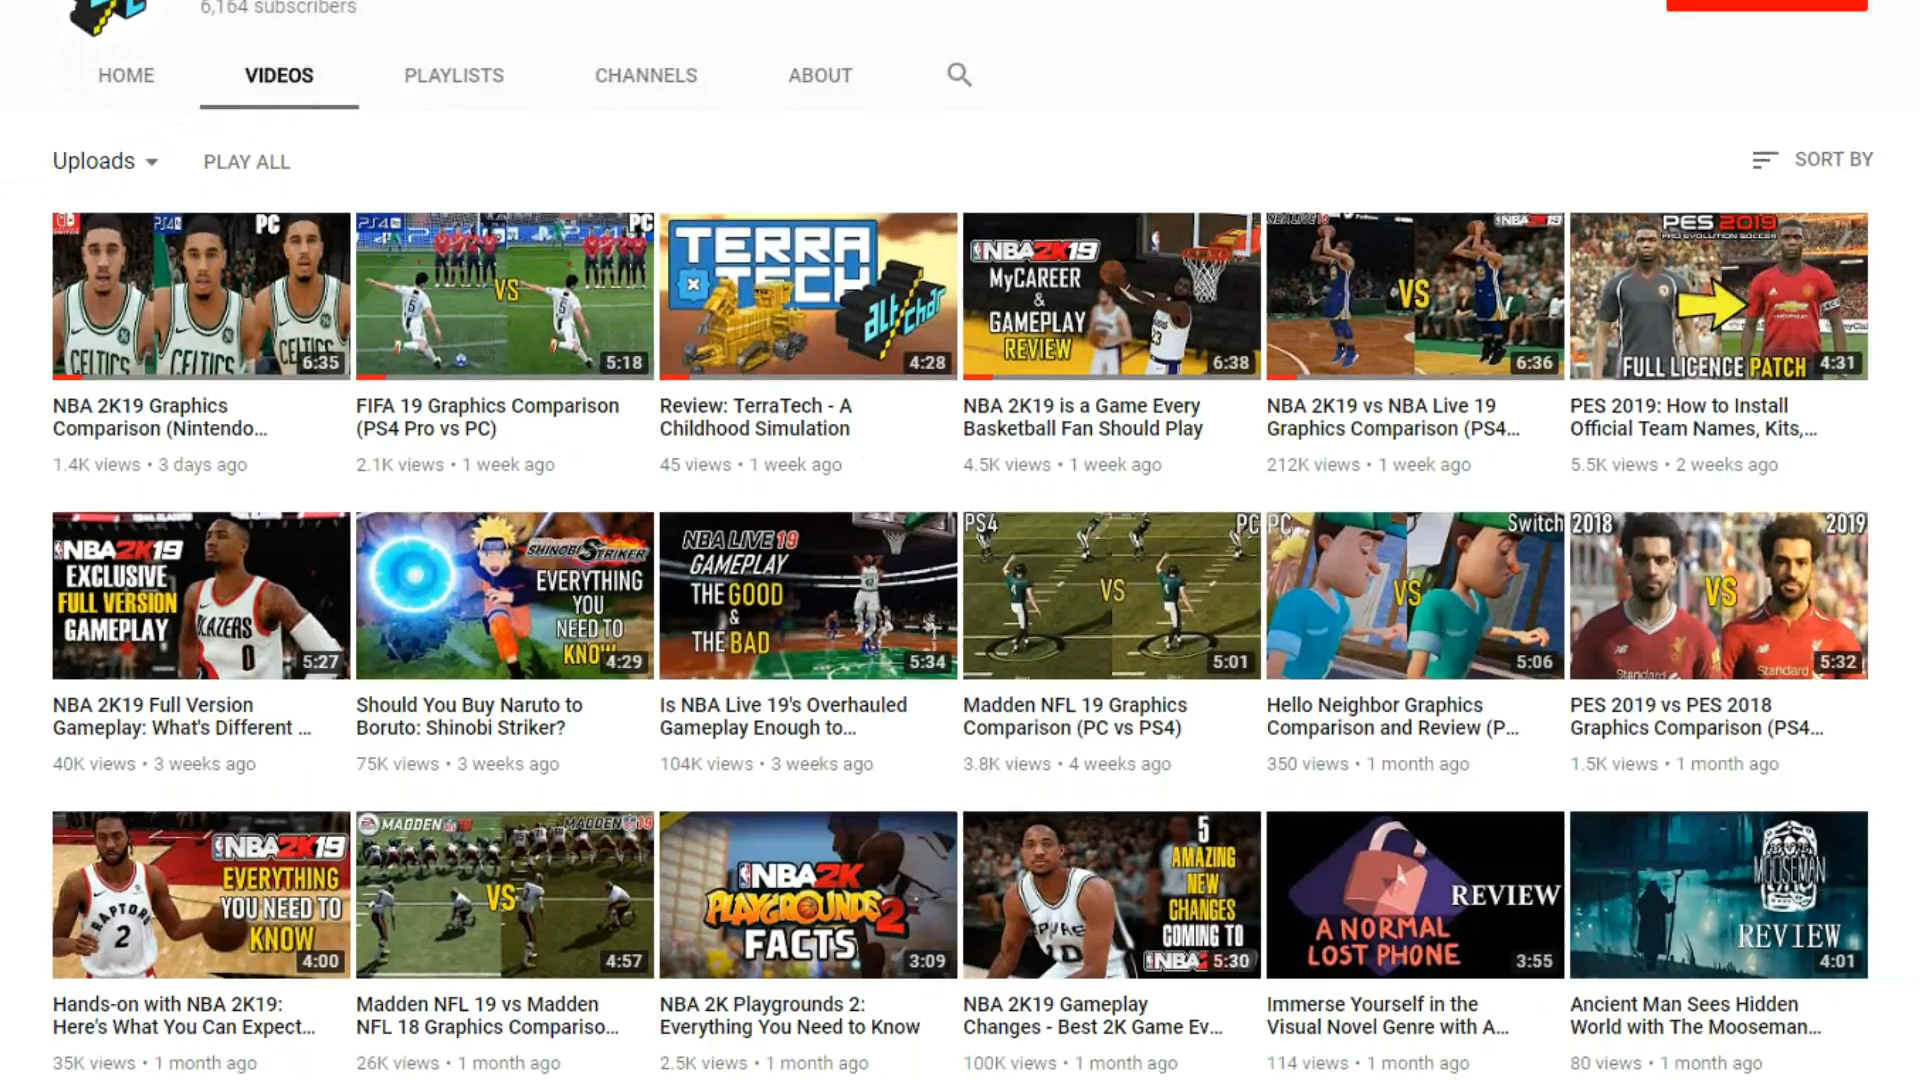 6,164 subscribers
HOME VIDEOS PLAYLISTS CHANNELS ABOUT
Uploads PLAY ALL SORT BY
PS4 PC
CELTICS CELTICS CELTICS
6:35
PS4 PC
VS
5:18
TERRA
TECH
alt char
4:28
NBA2K19
MyCAREER
&
GAMEPLAY
REVIEW
23
6:38
NBA LIVE 19 NBA 2K19
VS
6:36
PES 2019
PRO EVOLUTION SOCCER
FULL LICENCE PATCH
4:31
NBA 2K19 Graphics
Comparison (Nintendo...
1.4K views • 3 days ago
FIFA 19 Graphics Comparison
(PS4 Pro vs PC)
2.1K views • 1 week ago
Review: TerraTech - A
Childhood Simulation
45 views • 1 week ago
NBA 2K19 is a Game Every
Basketball Fan Should Play
4.5K views • 1 week ago
NBA 2K19 vs NBA Live 19
Graphics Comparison (PS4...
212K views • 1 week ago
PES 2019: How to Install
Official Team Names, Kits,...
5.5K views • 2 weeks ago
NBA2K19
EXCLUSIVE
FULL VERSION
GAMEPLAY
BLAZERS
0
5:27
SHINOBI STRIKER
EVERYTHING
YOU
NEED TO
KNOW
4:29
NBA LIVE 19
GAMEPLAY
THE GOOD
&
THE BAD
5:34
PS4 PC
VS
5:01
PC Switch
VS
5:06
2018 2019
VS
Standard Standard
5:32
NBA 2K19 Full Version
Gameplay: What's Different ...
40K views • 3 weeks ago
Should You Buy Naruto to
Boruto: Shinobi Striker?
75K views • 3 weeks ago
Is NBA Live 19's Overhauled
Gameplay Enough to...
104K views • 3 weeks ago
Madden NFL 19 Graphics
Comparison (PC vs PS4)
3.8K views • 4 weeks ago
Hello Neighbor Graphics
Comparison and Review (P...
350 views • 1 month ago
PES 2019 vs PES 2018
Graphics Comparison (PS4...
1.5K views • 1 month ago
NBA2K19
EVERYTHING
YOU NEED TO
KNOW
RAPTORS
2
4:00
MADDEN 18 MADDEN 19
VS
4:57
NBA2K
PLAYGROUNDS 2
FACTS
3:09
5
AMAZING
NEW
CHANGES
COMING TO
NBA
SPURS
10
5:30
REVIEW
A NORMAL
LOST PHONE
3:55
MOOSEMAN
REVIEW
4:01
Hands-on with NBA 2K19:
Here's What You Can Expect...
35K views • 1 month ago
Madden NFL 19 vs Madden
NFL 18 Graphics Compariso...
26K views • 1 month ago
NBA 2K Playgrounds 2:
Everything You Need to Know
2.5K views • 1 month ago
NBA 2K19 Gameplay
Changes - Best 2K Game Ev...
100K views • 1 month ago
Immerse Yourself in the
Visual Novel Genre with A...
114 views • 1 month ago
Ancient Man Sees Hidden
World with The Mooseman...
80 views • 1 month ago